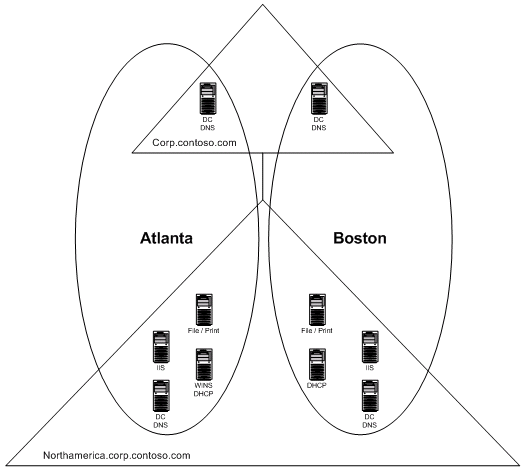 DC DC
DNS DNS
Corp.contoso.com
Atlanta Boston
File / Print File / Print
IIS IIS
WINS DHCP
DHCP
DC DC
DNS DNS
Northamerica.corp.contoso.com